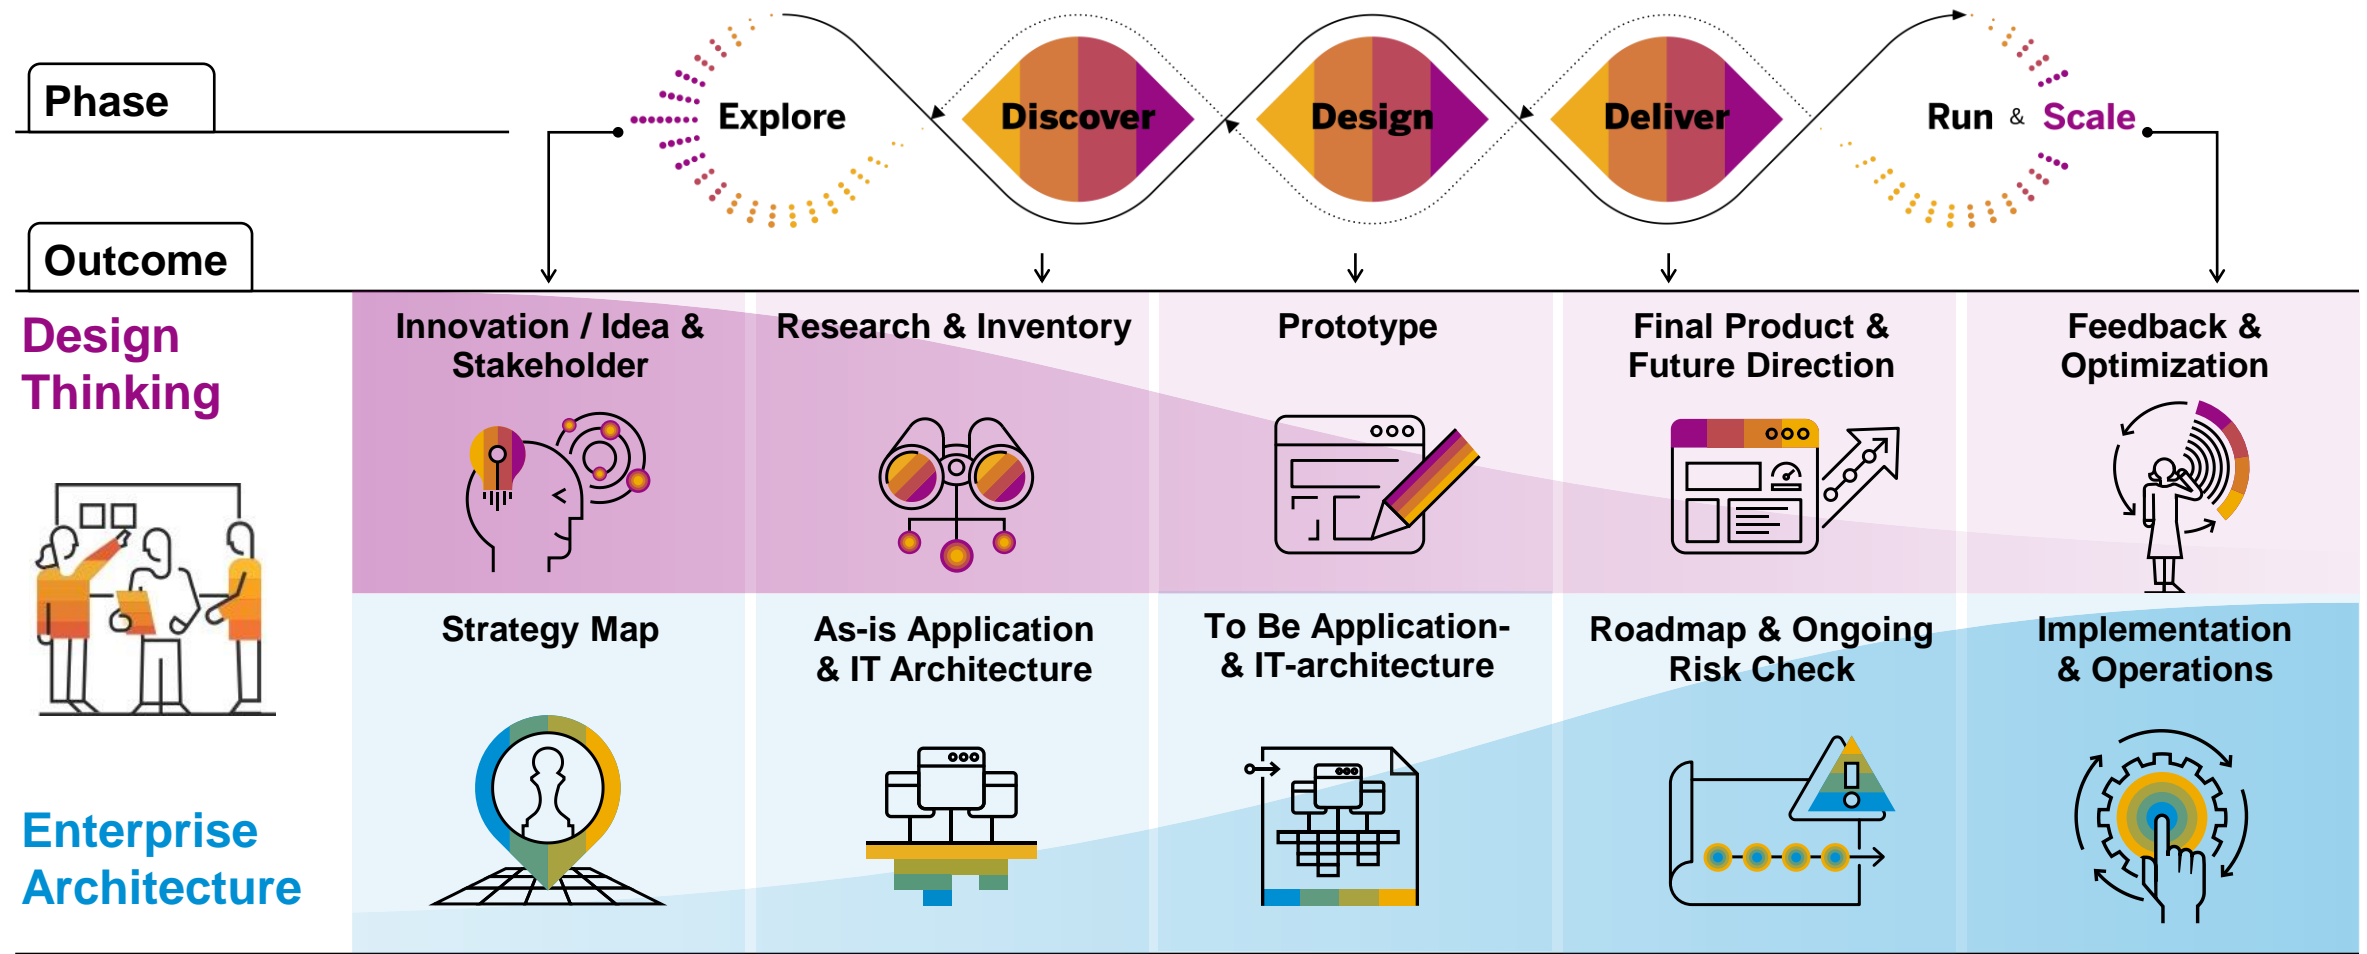 Phase
Explore
Discover
Design
Deliver
Run & Scale
Outcome
Design
Thinking
Innovation / Idea &
Stakeholder
Research & Inventory
Prototype
Final Product &
Future Direction
Feedback &
Optimization
Enterprise
Architecture
Strategy Map
As-is Application
& IT Architecture
To Be Application-
& IT-architecture
Roadmap & Ongoing
Risk Check
Implementation
& Operations